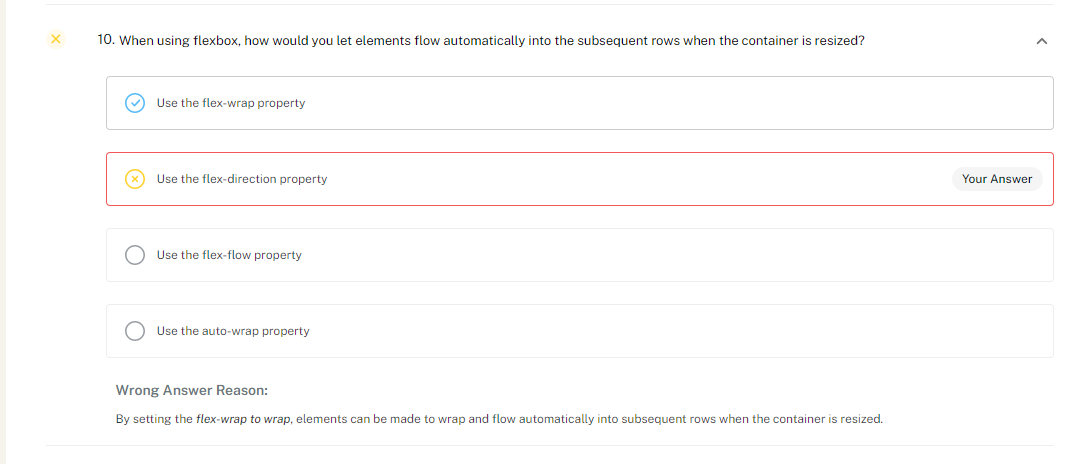 10. When using flexbox, how would you let elements flow automatically into the subsequent rows when the container is resized?
Use the flex-wrap property
Use the flex-direction property Your Answer
Use the flex-flow property
Use the auto-wrap property
Wrong Answer Reason:
By setting the flex-wrap to wrap, elements can be made to wrap and flow automatically into subsequent rows when the container is resized.